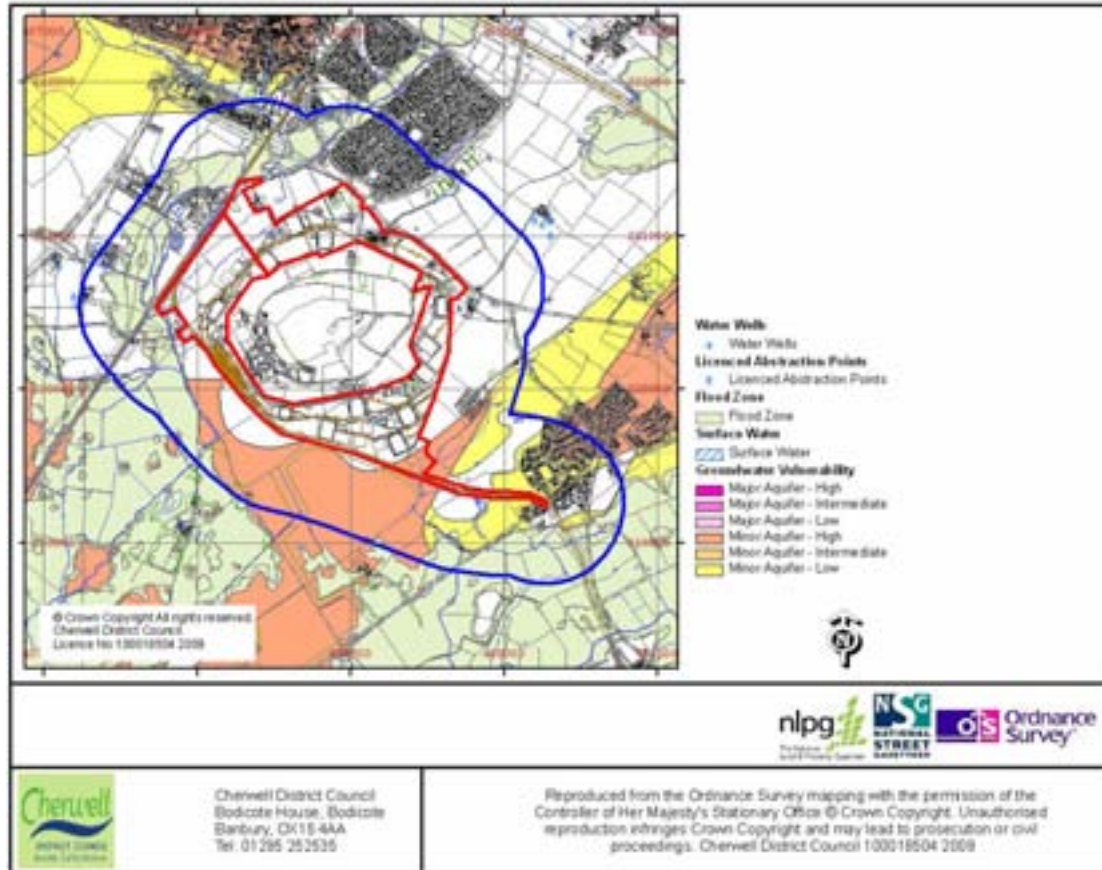 Water Wells
Water Wells
Licenced Abstraction Points
Licenced Abstraction Points
Flood Zone
Flood Zone
Surface Water
Surface Water
Groundwater Vulnerability
Major Aquifer - High
Major Aquifer - Intermediate
Major Aquifer - Low
Minor Aquifer - High
Minor Aquifer - Intermediate
Minor Aquifer - Low
© Crown Copyright All rights reserved
Cherwell District Council
Licence No 100018504 2009
N
nlpg
NSG
NATIONAL
STREET
GAZETTEER
OS Ordnance
Survey
Cherwell
DISTRICT COUNCIL
Cherwell District Council
Bodicote House, Bodicote
Banbury, OX15 4AA
Tel: 01295 252535
Reproduced from the Ordnance Survey mapping with the permission of the
Controller of Her Majesty's Stationary Office © Crown Copyright. Unauthorised
reproduction infringes Crown Copyright and may lead to prosecution or civil
proceedings. Cherwell District Council 100018504 2009